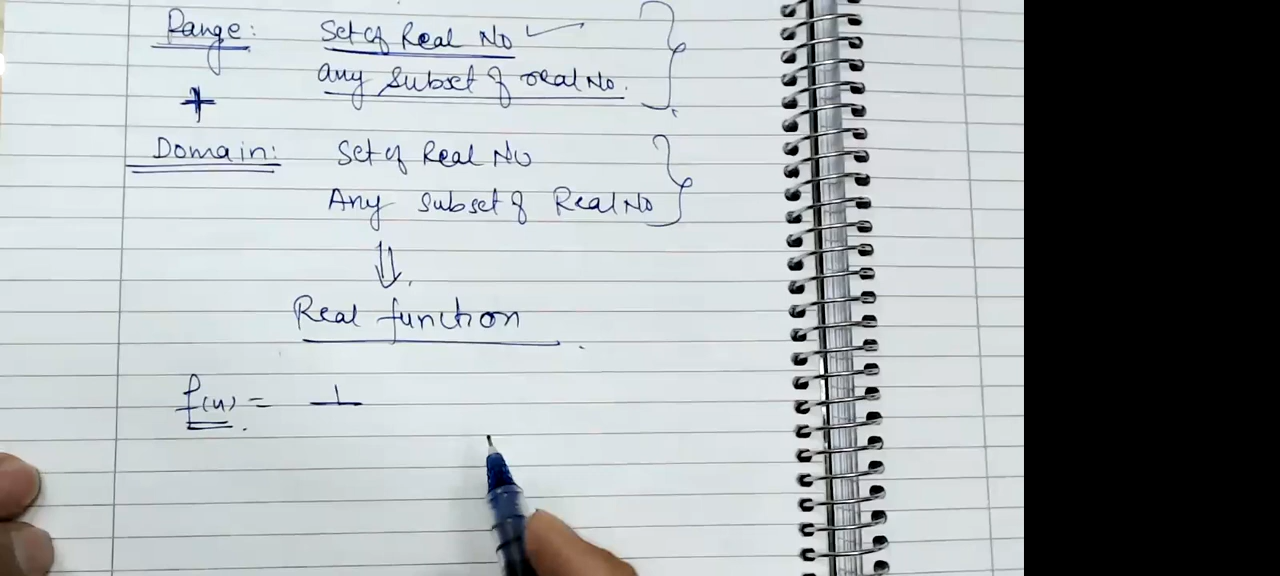 Range: Set of Real No ✓
any Subset of real No.
+
Domain: Set of Real No
Any subset of Real No
⇓
Real function
f(x) = 1